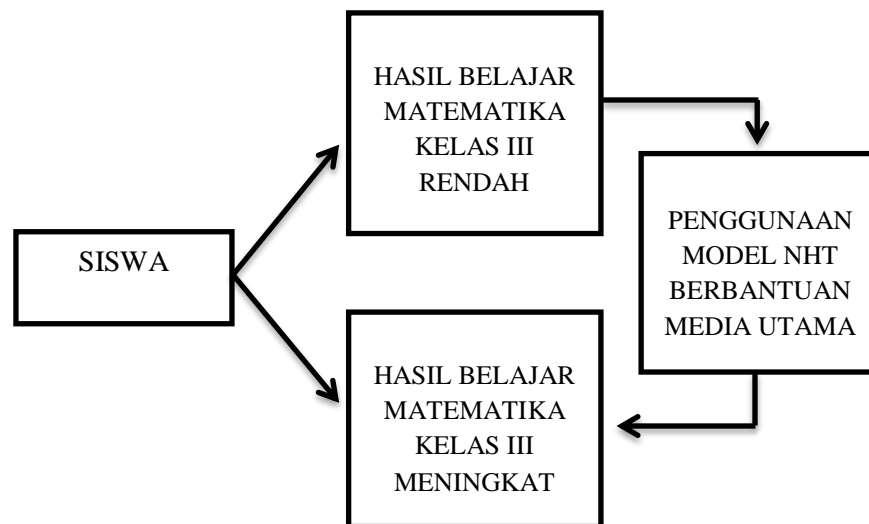 SISWA
HASIL BELAJAR
MATEMATIKA
KELAS III
RENDAH
PENGGUNAAN
MODEL NHT
BERBANTUAN
MEDIA UTAMA
HASIL BELAJAR
MATEMATIKA
KELAS III
MENINGKAT